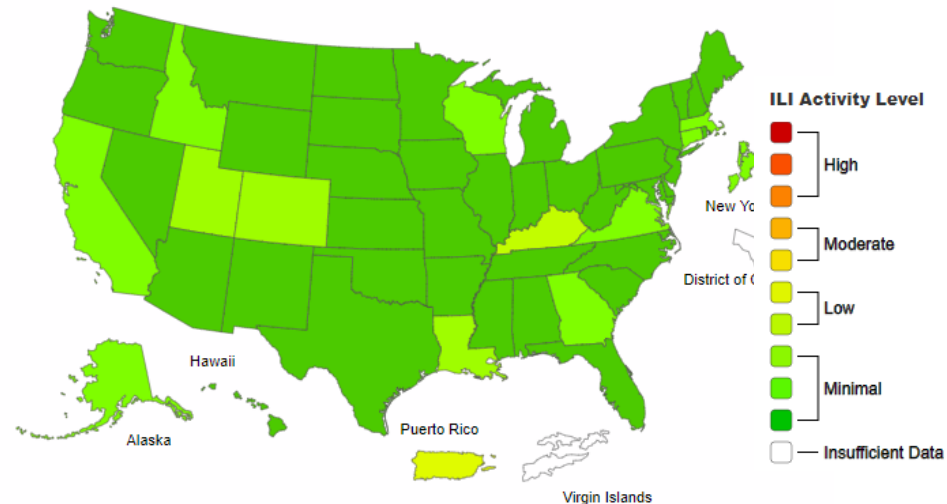 ILI Activity Level
High
Moderate
Low
Minimal
Insufficient Data
New Yo
District of
Hawaii
Alaska
Puerto Rico
Virgin Islands